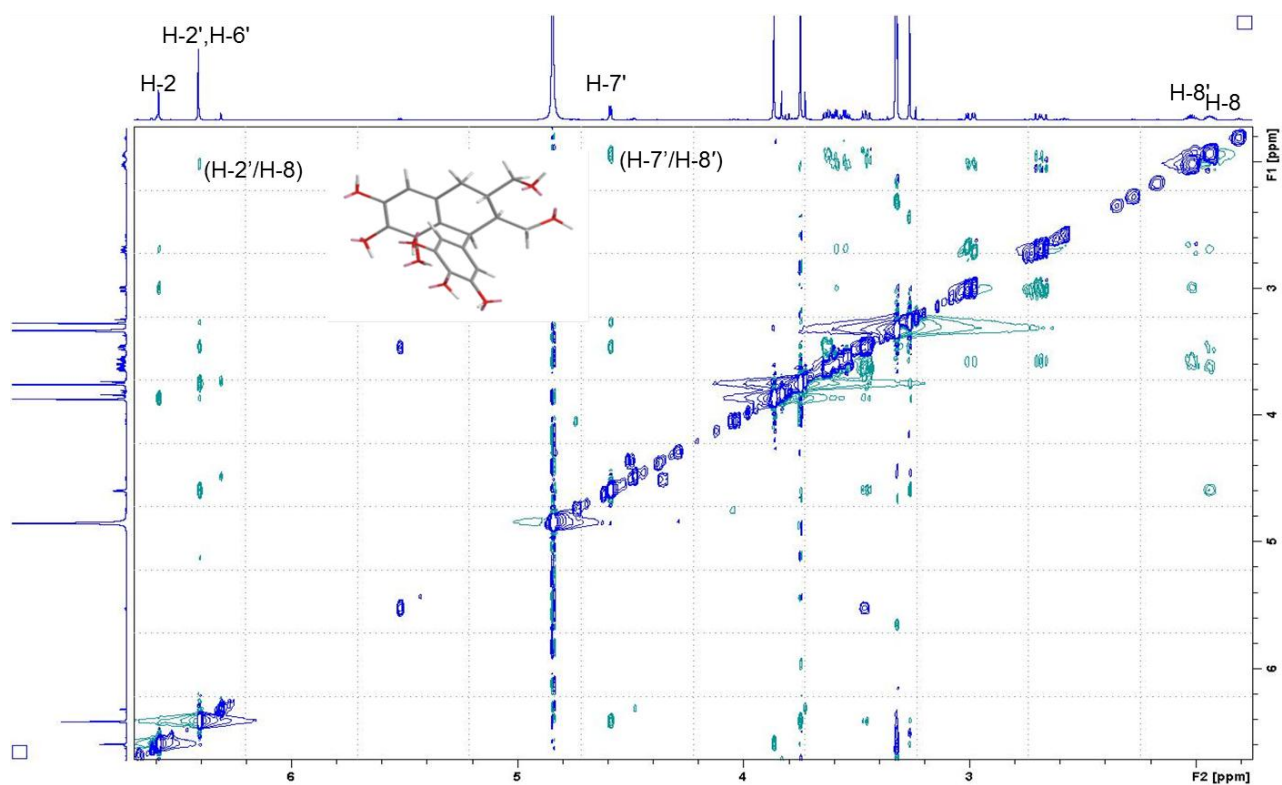 H-2',H-6'
H-2
H-7'
H-8'
H-8
(H-2’/H-8)
(H-7’/H-8’)
F1 [ppm]
3
4
5
6
6
5
4
3
F2 [ppm]